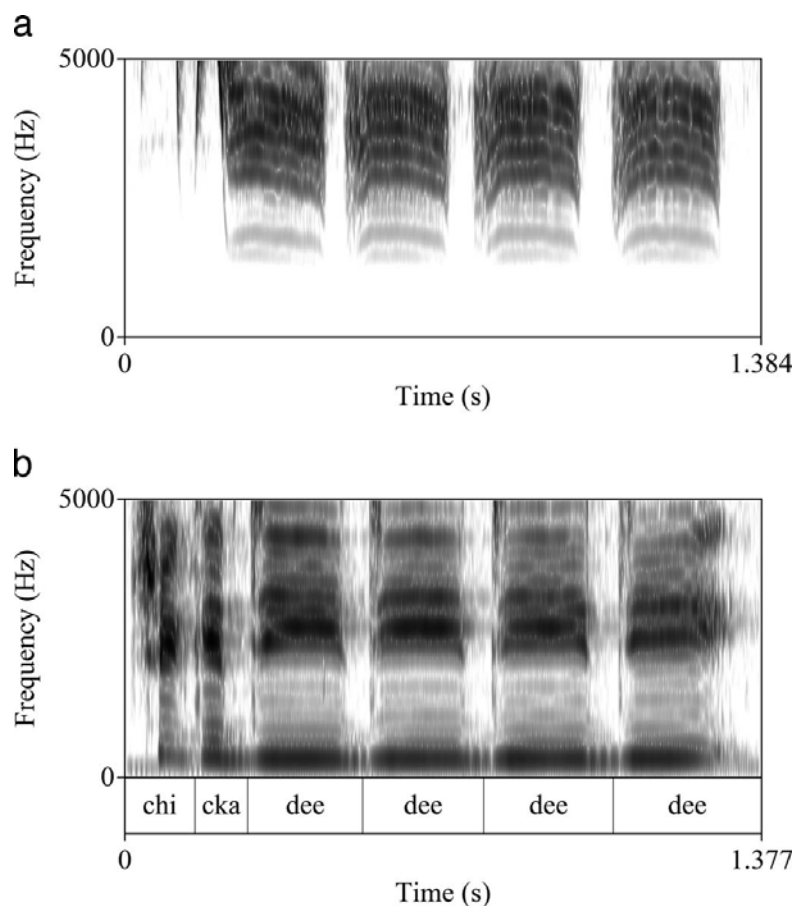 a
5000
Frequency (Hz)
0
0 1.384
Time (s)
b
5000
Frequency (Hz)
0
chi cka dee dee dee dee
0 1.377
Time (s)